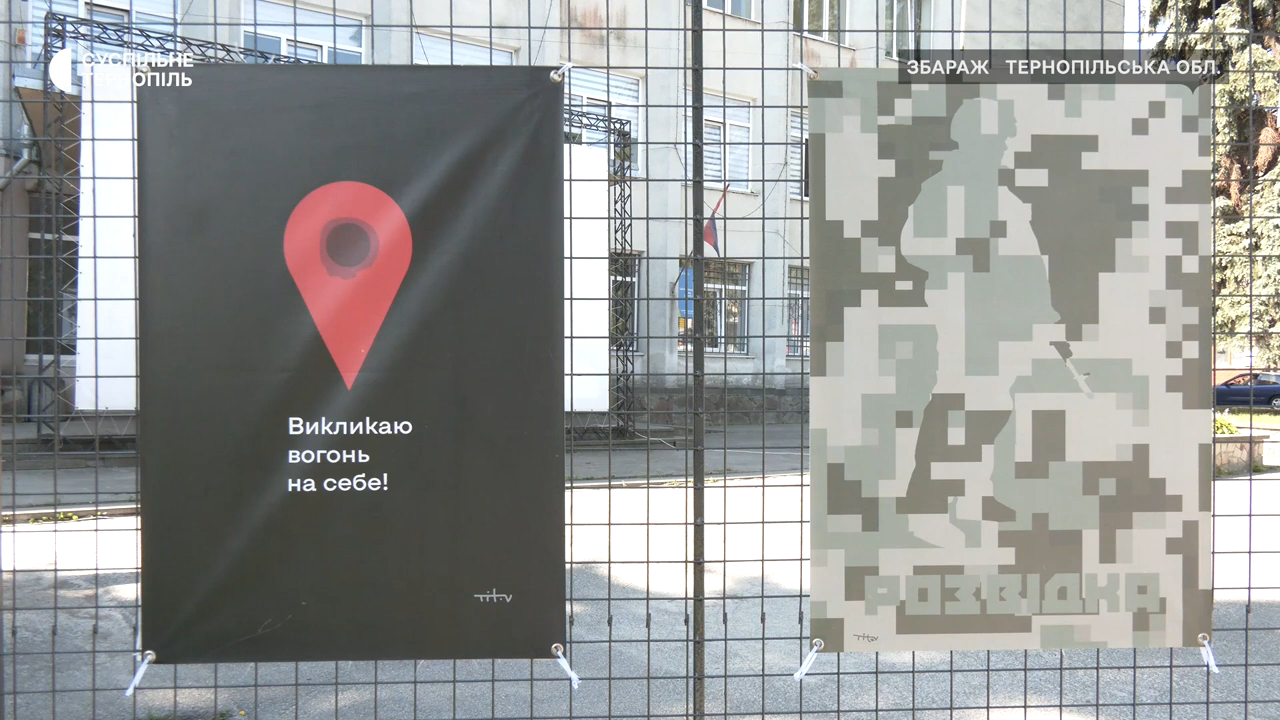 СУСПІЛЬНЕ
ТЕРНОПІЛЬ
ЗБАРАЖ ТЕРНОПІЛЬСЬКА ОБЛ.
Викликаю
вогонь
на себе!
РОЗВІДКА